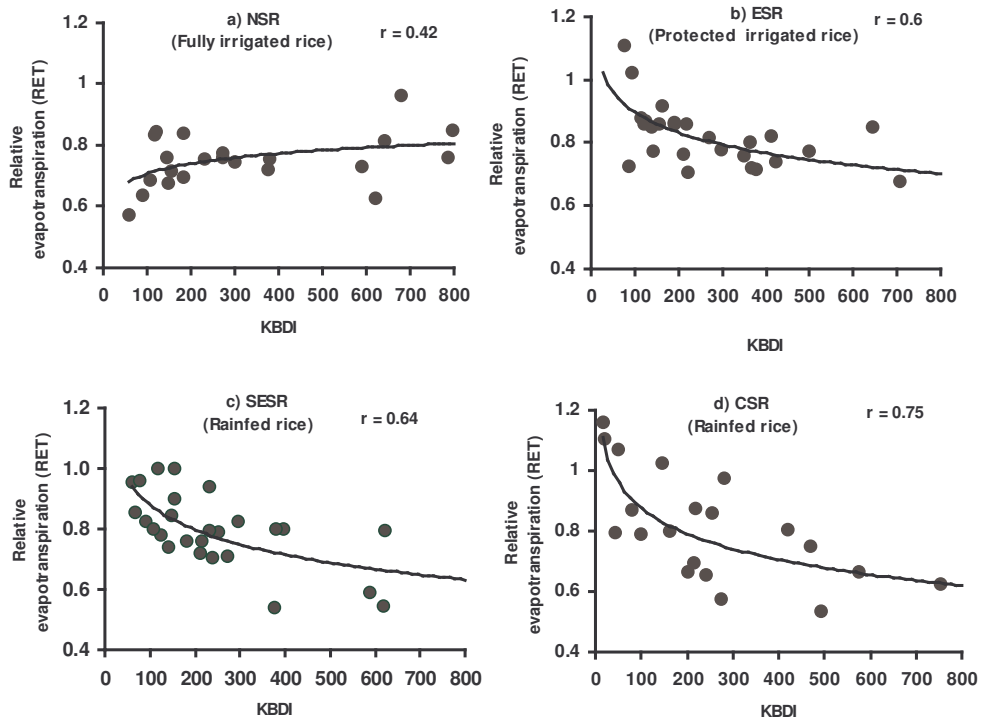 a) NSR
(Fully irrigated rice)
r = 0.42
Relative
evapotranspiration (RET)
1.2
1
0.8
0.6
0.4
0 100 200 300 400 500 600 700 800
KBDI
b) ESR
(Protected irrigated rice)
r = 0.6
Relative
evapotranspiration (RET)
1.2
1
0.8
0.6
0.4
0 100 200 300 400 500 600 700 800
KBDI
c) SESR
(Rainfed rice)
r = 0.64
Relative
evapotranspiration (RET)
1.2
1.0
0.8
0.6
0.4
0 100 200 300 400 500 600 700 800
KBDI
d) CSR
(Rainfed rice)
r = 0.75
Relative
evapotranspiration (RET)
1.2
1
0.8
0.6
0.4
0 100 200 300 400 500 600 700 800
KBDI